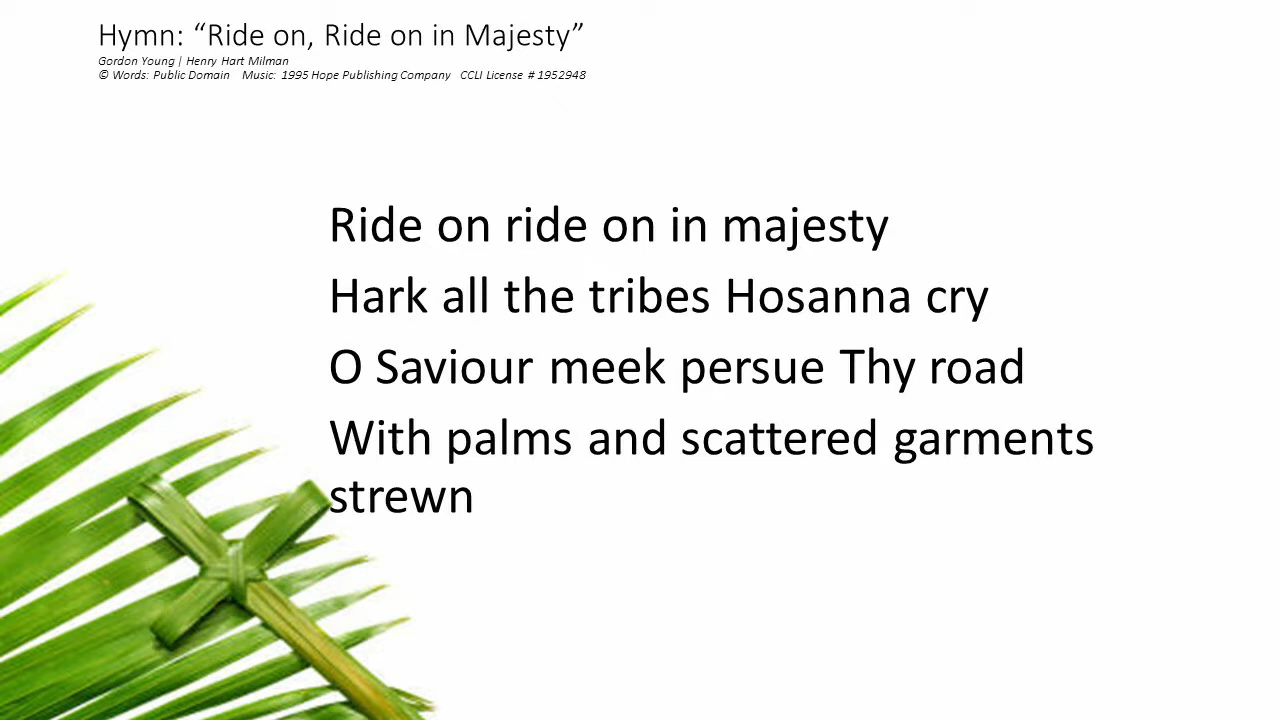 Hymn: “Ride on, Ride on in Majesty”
Gordon Young | Henry Hart Milman
© Words: Public Domain Music: 1995 Hope Publishing Company CCLI License # 1952948
Ride on ride on in majesty
Hark all the tribes Hosanna cry
O Saviour meek persue Thy road
With palms and scattered garments
strewn